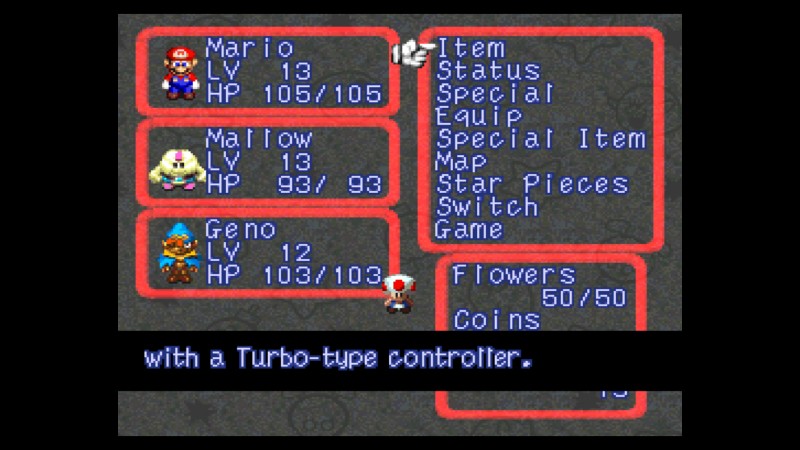 Mario
LV 13
HP 105/105
Mallow
LV 13
HP 93/ 93
Geno
LV 12
HP 103/103
Item
Status
Special
Equip
Special Item
Map
Star Pieces
Switch
Game
Flowers
50/50
Coins
with a Turbo-type controller.